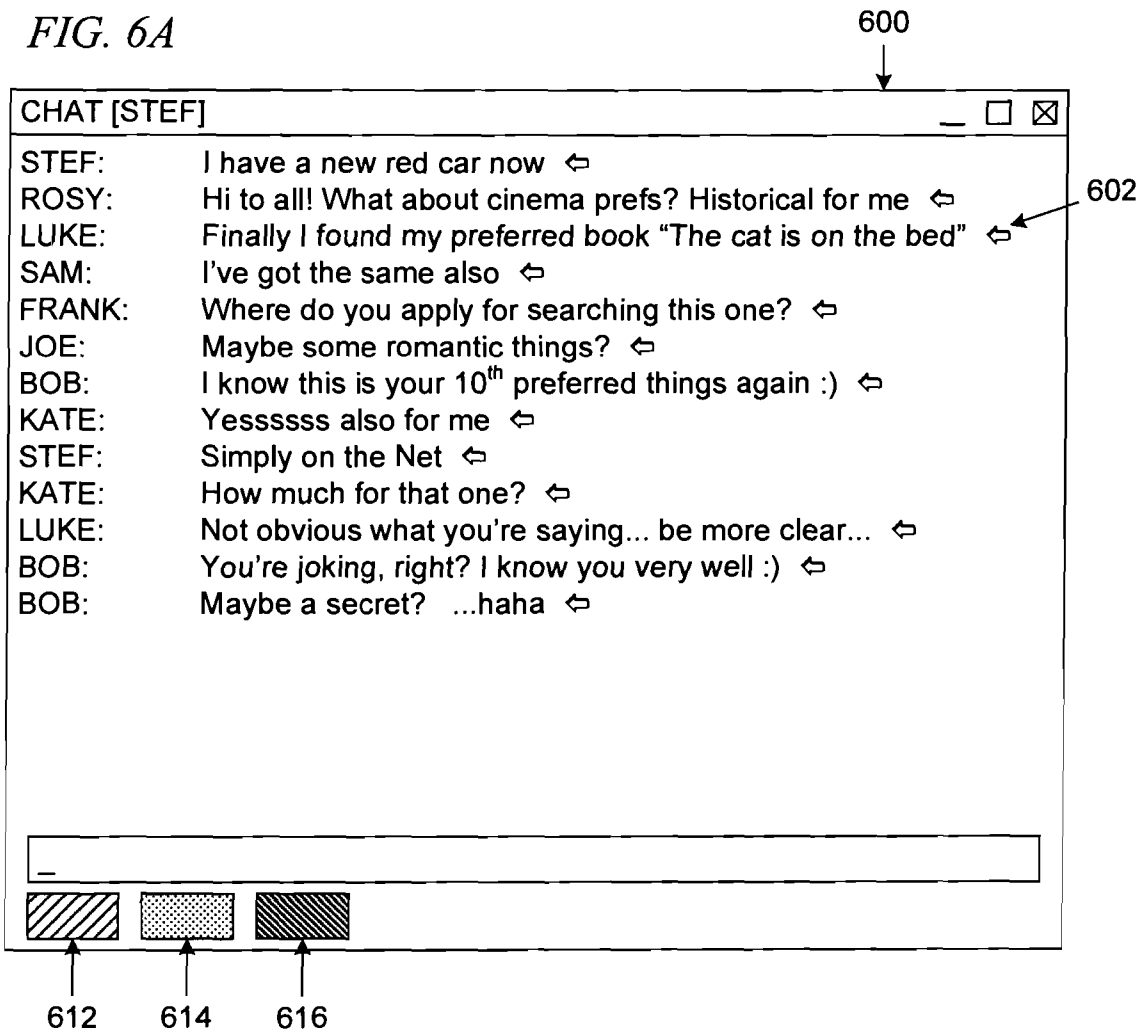 FIG. 6A
600
CHAT [STEF]
STEF: I have a new red car now
ROSY: Hi to all! What about cinema prefs? Historical for me
602
LUKE: Finally I found my preferred book “The cat is on the bed”
SAM: I've got the same also
FRANK: Where do you apply for searching this one?
JOE: Maybe some romantic things?
BOB: I know this is your 10th preferred things again :)
KATE: Yessssss also for me
STEF: Simply on the Net
KATE: How much for that one?
LUKE: Not obvious what you're saying... be more clear...
BOB: You're joking, right? I know you very well :)
BOB: Maybe a secret? ...haha
_
612 614 616